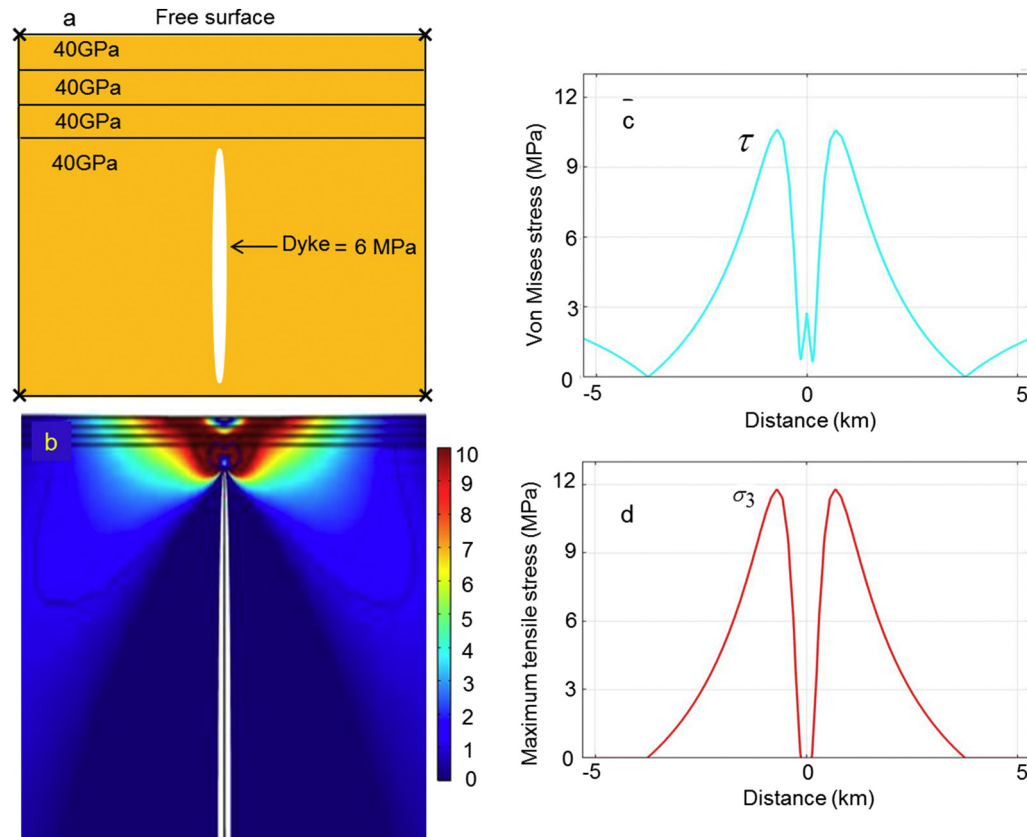 a
Free surface
40GPa
40GPa
40GPa
40GPa
Dyke = 6 MPa
b
10
9
8
7
6
5
4
3
2
1
0
c
τ
Von Mises stress (MPa)
12
9
6
3
0
-5
0
5
Distance (km)
d
σ3
Maximum tensile stress (MPa)
12
9
6
3
0
-5
0
5
Distance (km)